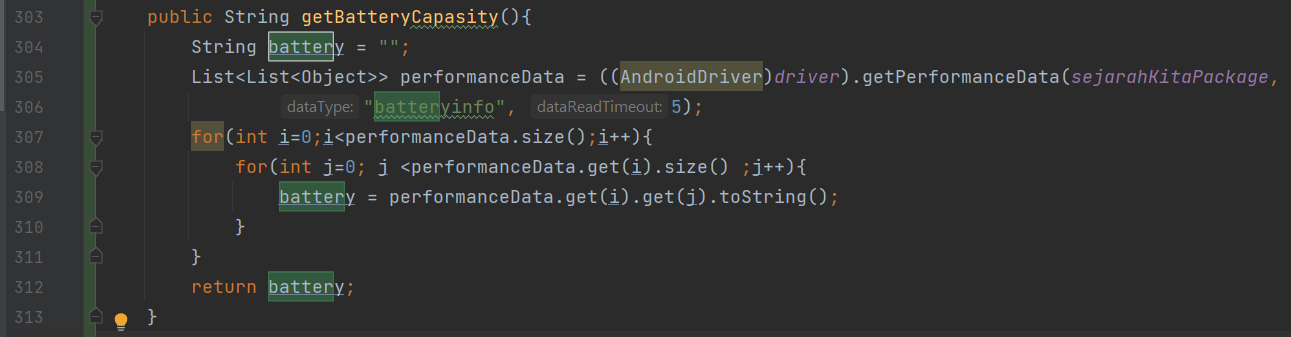 303 public String getBatteryCapasity(){
304 String battery = "";
305 List<List<Object>> performanceData = ((AndroidDriver)driver).getPerformanceData(sejarahKitaPackage,
306 dataType: "batteryinfo", dataReadTimeout: 5);
307 for(int i=0;i<performanceData.size();i++){
308 for(int j=0; j <performanceData.get(i).size() ;j++){
309 battery = performanceData.get(i).get(j).toString();
310 }
311 }
312 return battery;
313 }